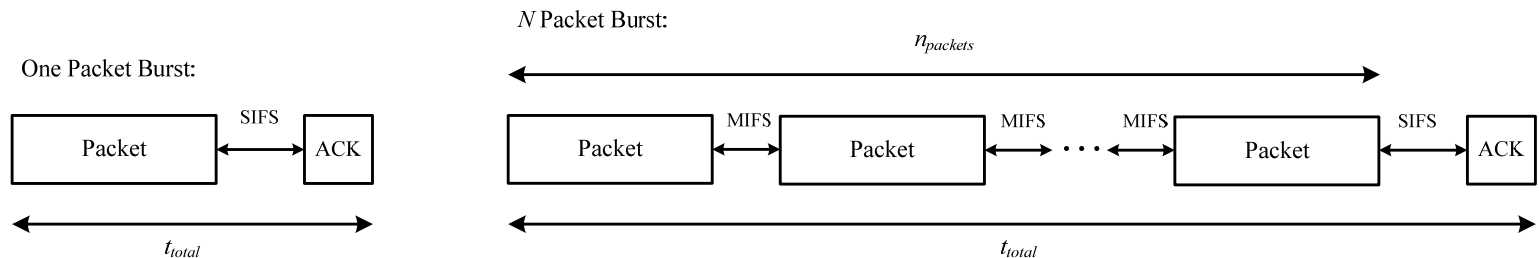 One Packet Burst:
Packet
SIFS
ACK
t_total
N Packet Burst:
n_packets
Packet
MIFS
Packet
MIFS
· · ·
MIFS
Packet
SIFS
ACK
t_total